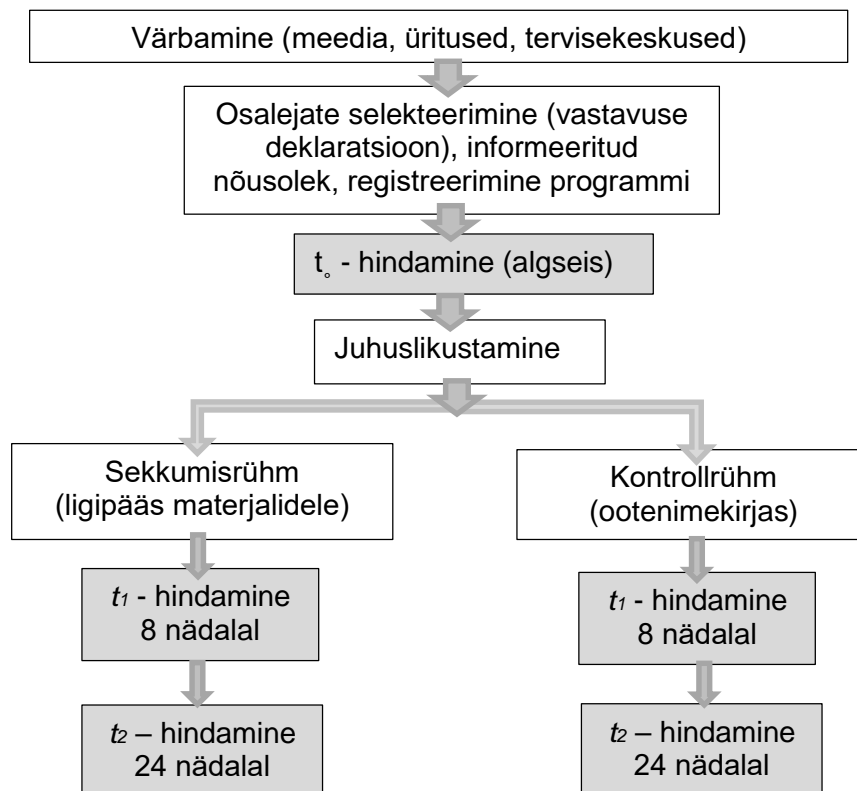 Värbamine (meedia, üritused, tervisekeskused)
Osalejate selekteerimine (vastavuse
deklaratsioon), informeeritud
nõusolek, registreerimine programmi
t₀ - hindamine (algseis)
Juhuslikustamine
Sekkumisrühm
(ligipääs materjalidele)
Kontrollrühm
(ootenimekirjas)
t1 - hindamine
8 nädalal
t1 - hindamine
8 nädalal
t2 – hindamine
24 nädalal
t2 – hindamine
24 nädalal